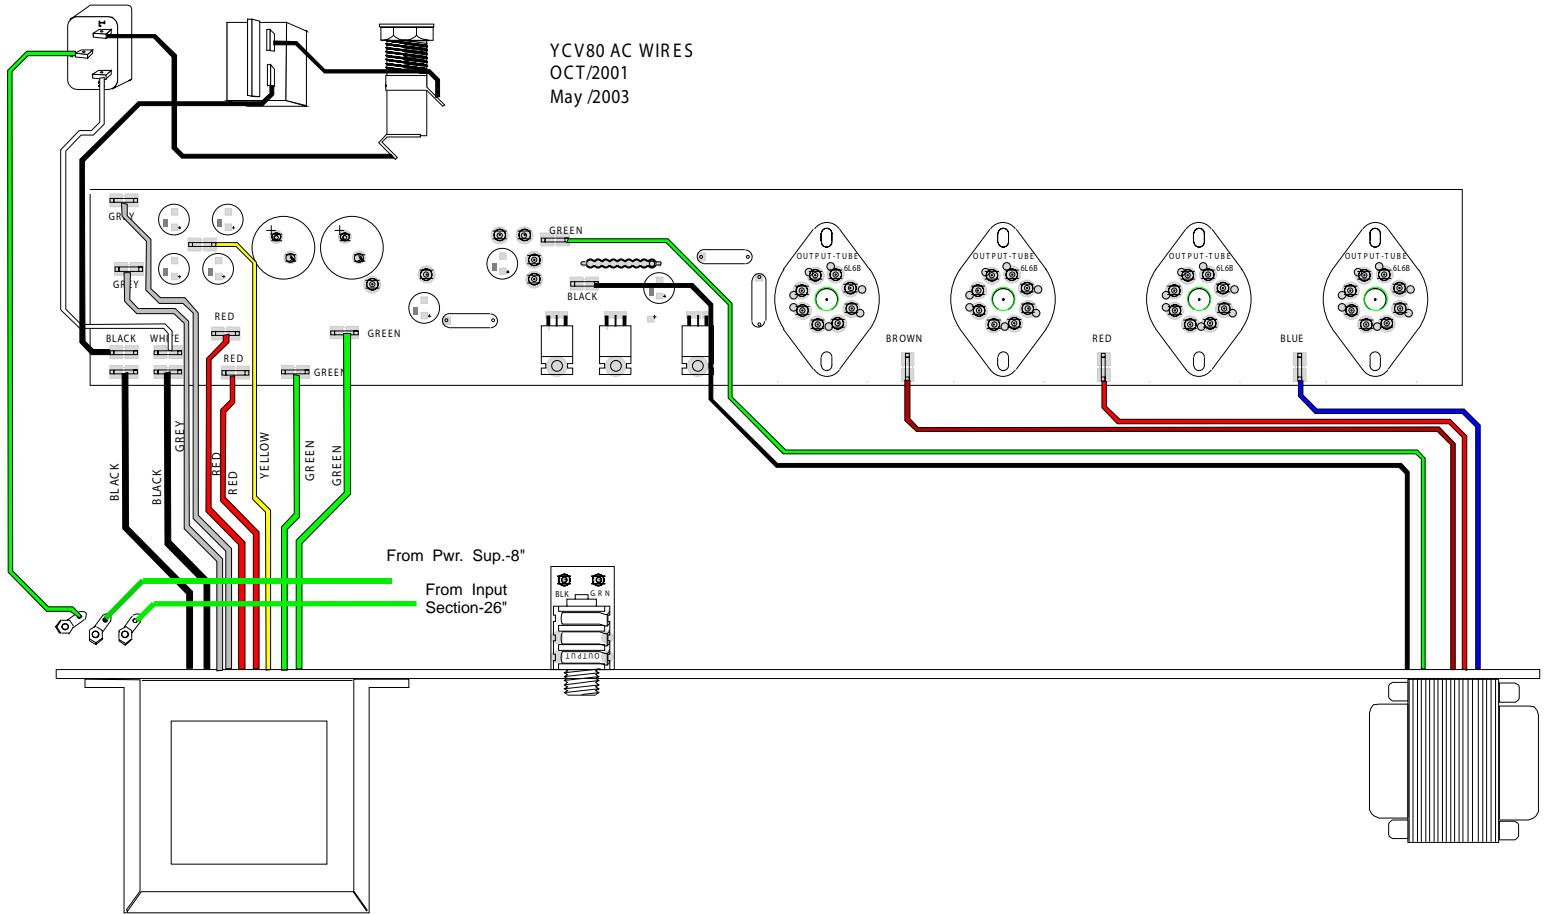 YCV80 AC WIRES
OCT/2001
May /2003
GREY
GREY
GREEN
BLACK
OUTPUT-TUBE
6L6B
OUTPUT-TUBE
6L6B
OUTPUT-TUBE
6L6B
OUTPUT-TUBE
6L6B
RED
GREEN
BLACK
WHITE
RED
GREEN
BROWN
RED
BLUE
BLACK
BLACK
GREY
RED
RED
YELLOW
GREEN
GREEN
From Pwr. Sup.-8"
From Input
Section-26"
BLK
GRN
OUTPUT